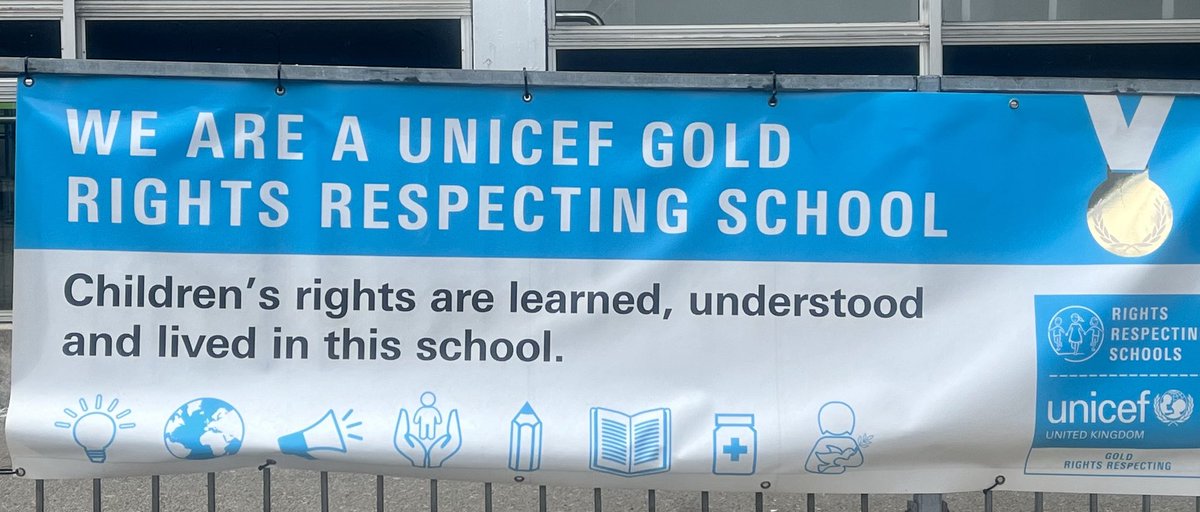 WE ARE A UNICEF GOLD
RIGHTS RESPECTING SCHOOL
Children's rights are learned, understood
and lived in this school.
RIGHTS
RESPECTIN
SCHOOLS
unicef
UNITED KINGDOM
GOLD
RIGHTS RESPECTING